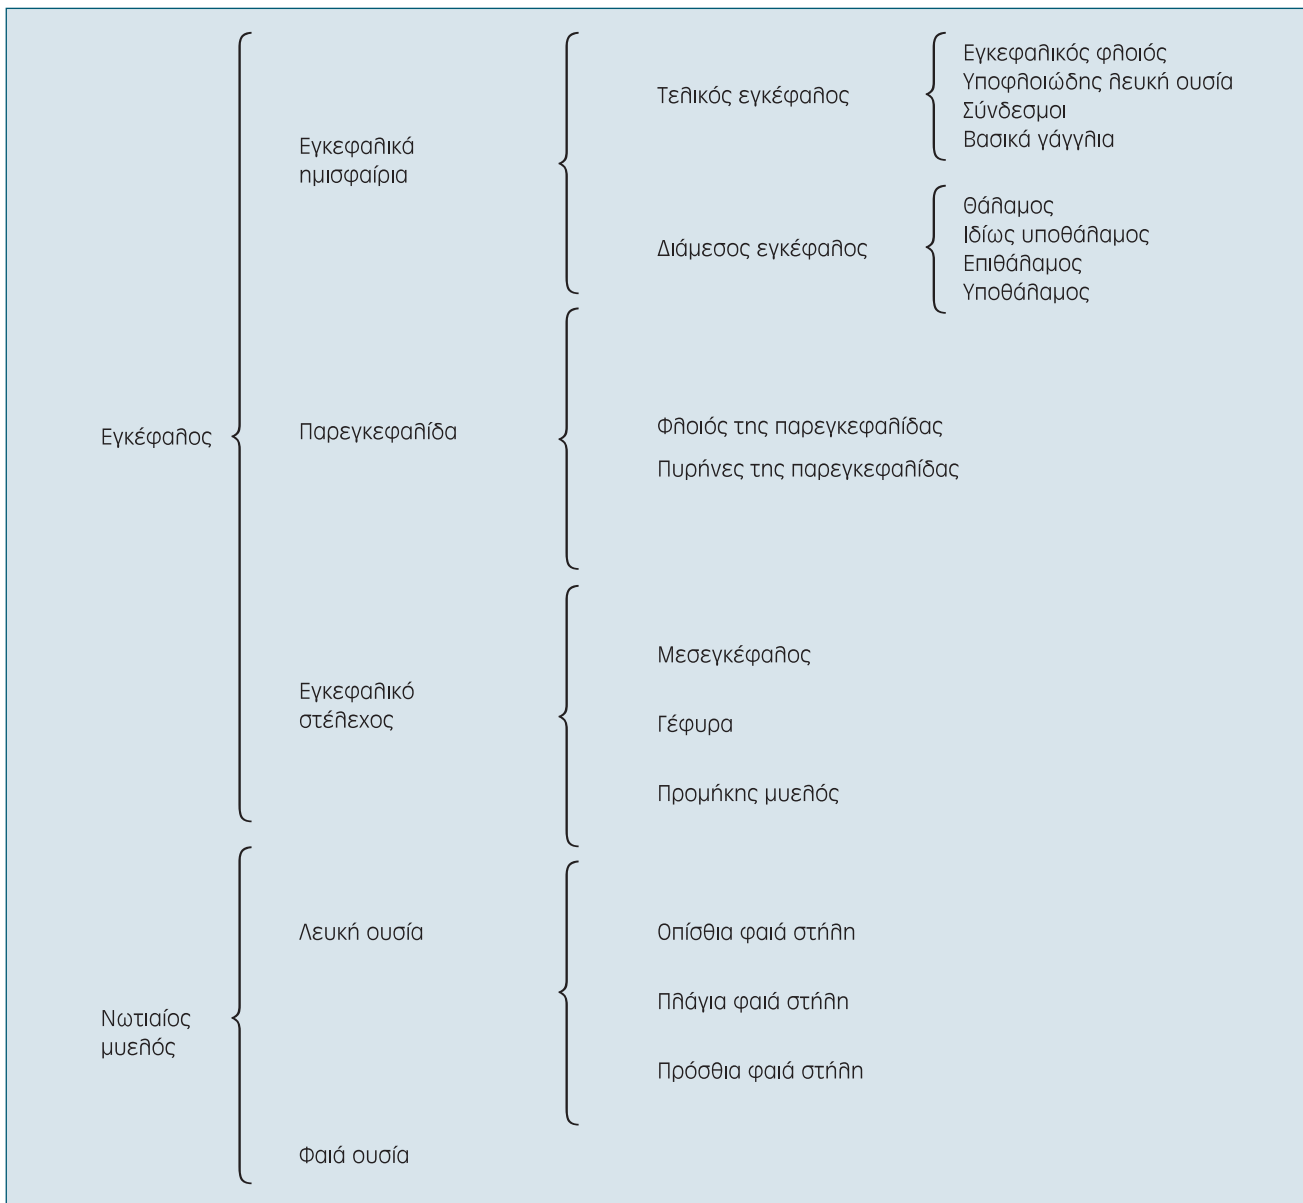 Εγκεφαλικός φλοιός
Υποφλοιώδης λευκή ουσία
Τελικός εγκέφαλος
Σύνδεσμοι
Βασικά γάγγλια
Εγκεφαλικά
ημισφαίρια
Θάλαμος
Ιδίως υποθάλαμος
Διάμεσος εγκέφαλος
Επιθάλαμος
Υποθάλαμος
Εγκέφαλος
Παρεγκεφαλίδα
Φλοιός της παρεγκεφαλίδας
Πυρήνες της παρεγκεφαλίδας
Μεσεγκέφαλος
Εγκεφαλικό
στέλεχος
Γέφυρα
Προμήκης μυελός
Λευκή ουσία
Οπίσθια φαιά στήλη
Νωτιαίος
μυελός
Πλάγια φαιά στήλη
Πρόσθια φαιά στήλη
Φαιά ουσία